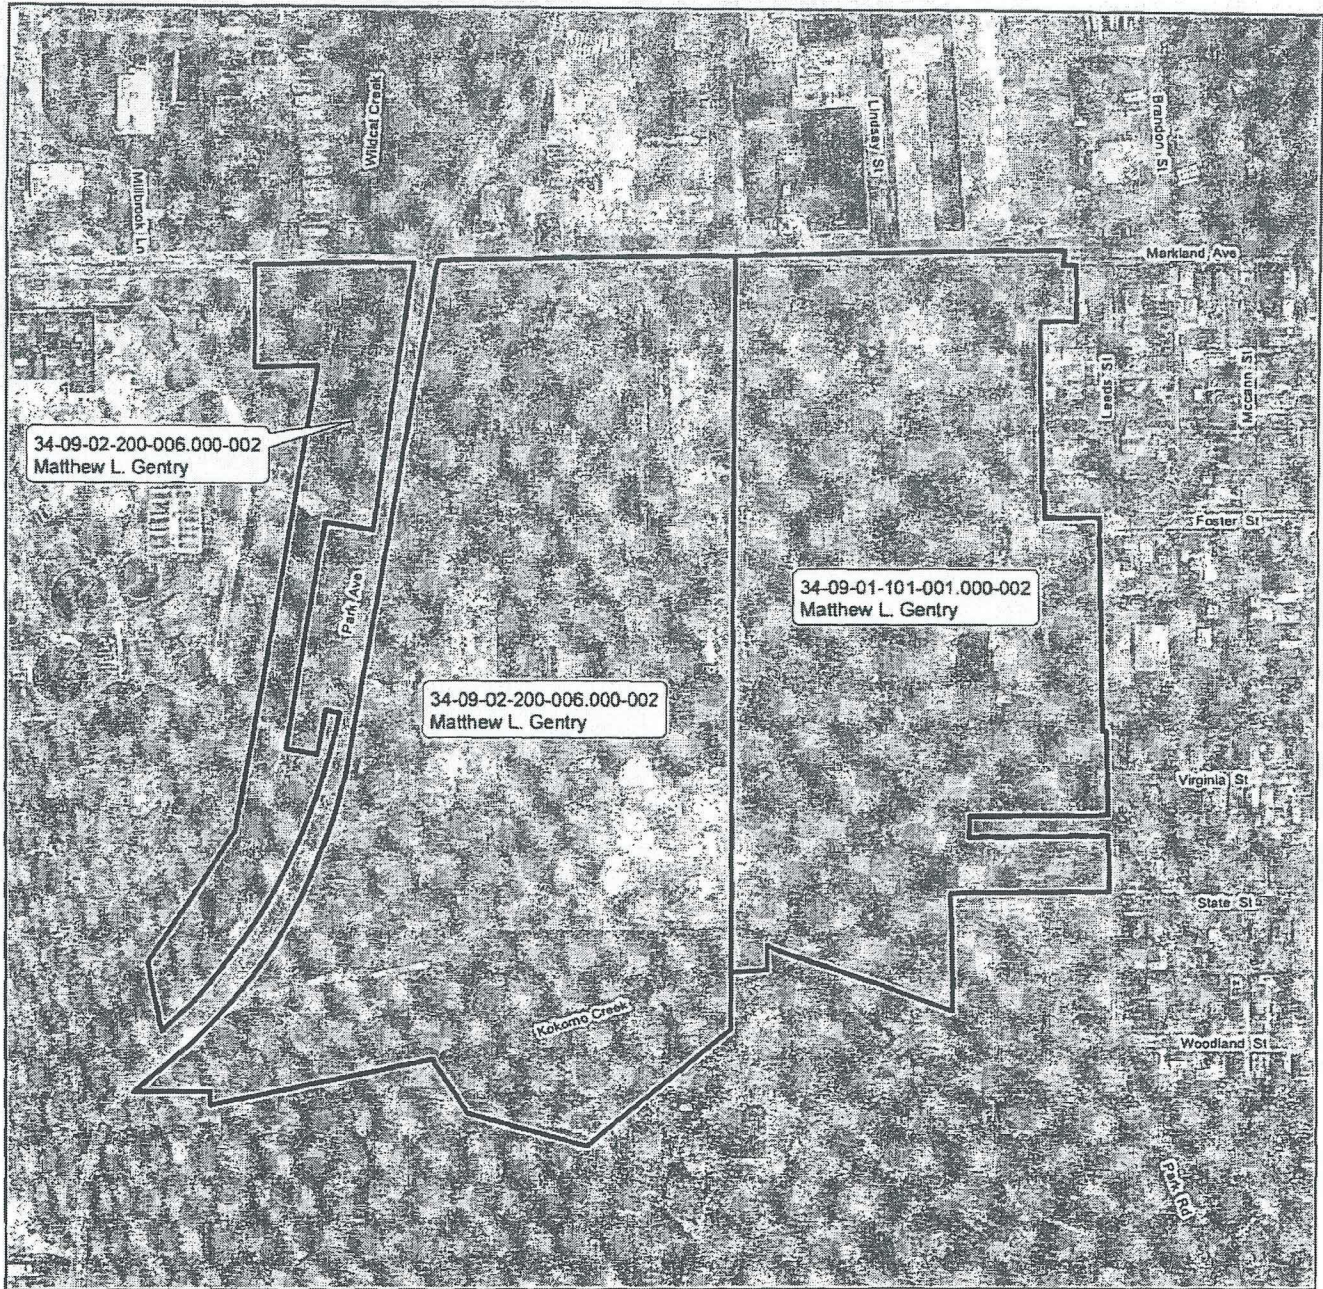 Wildcat Creek
Lindsay St
Brandon St
Millbrook Ln
Markland Ave
Leeds St
Mccann St
34-09-02-200-006.000-002
Matthew L. Gentry
Foster St
Park Ave
34-09-01-101-001.000-002
Matthew L. Gentry
34-09-02-200-006.000-002
Matthew L. Gentry
Virginia St
State St
Kokomo Creek
Woodland St
Park Rd